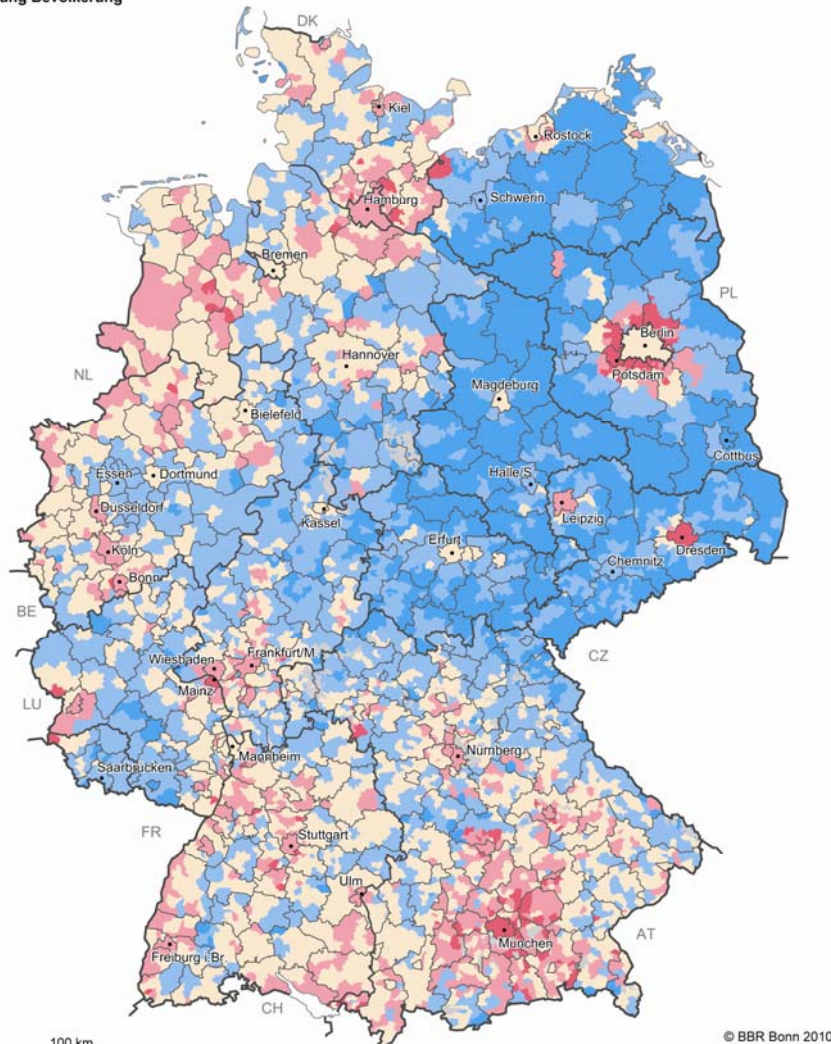 ung Bevölkerung
DK
Kiel
Rostock
Hamburg
Schwerin
Bremen
PL
Berlin
Hannover
Potsdam
NL
Magdeburg
Bielefeld
Cottbus
Essen
Dortmund
Halle/S.
Düsseldorf
Leipzig
Kassel
Erfurt
Dresden
Köln
Chemnitz
Bonn
BE
Wiesbaden
Frankfurt/M.
CZ
Mainz
LU
Nürnberg
Mannheim
Saarbrücken
FR
Stuttgart
Ulm
AT
München
Freiburg i.Br.
CH
100 km
© BBR Bonn 2010